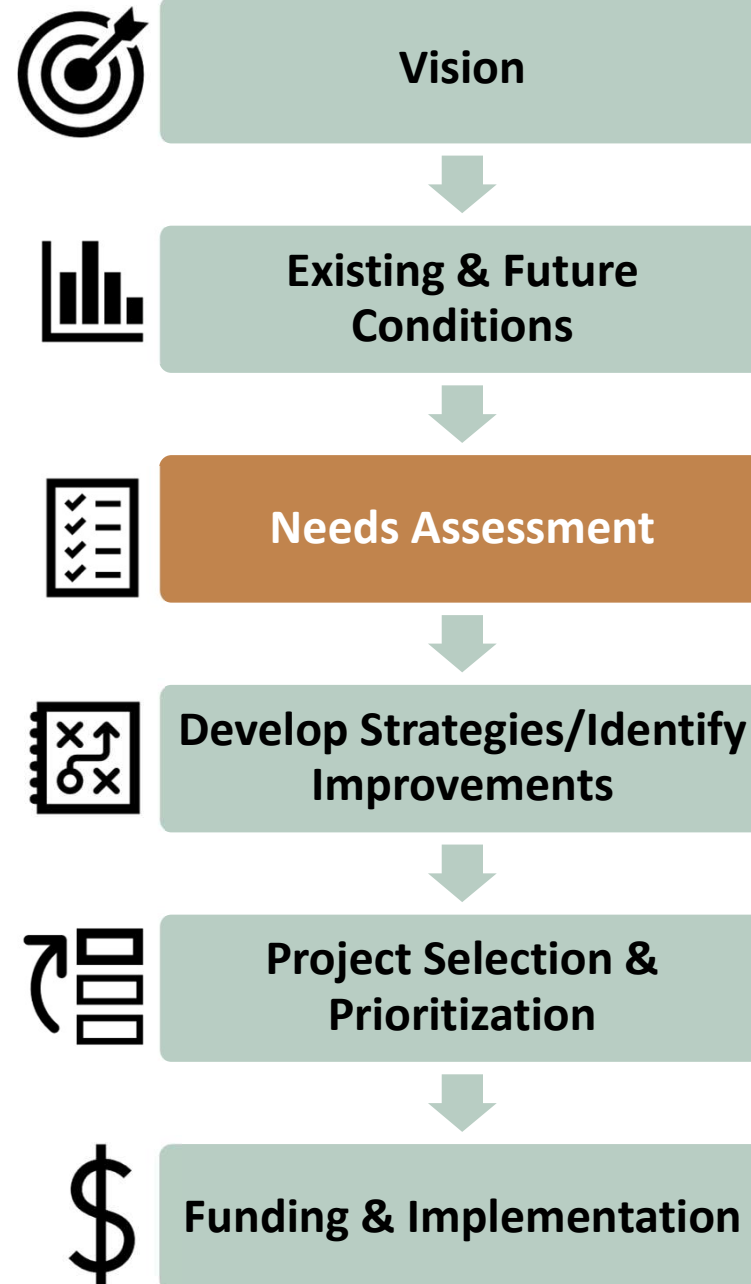 Vision
Existing & Future
Conditions
Needs Assessment
Develop Strategies/Identify
Improvements
Project Selection &
Prioritization
Funding & Implementation